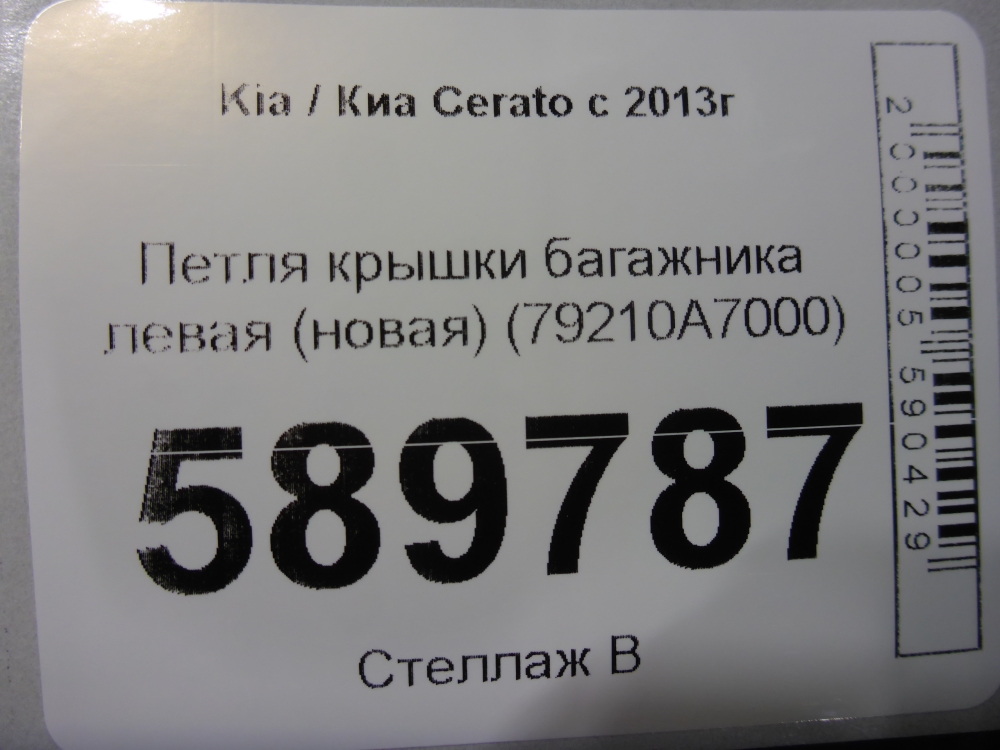 Kia / Киа Cerato с 2013г
Петля крышки багажника
левая (новая) (79210A7000)
589787
Стеллаж В
2000005590429